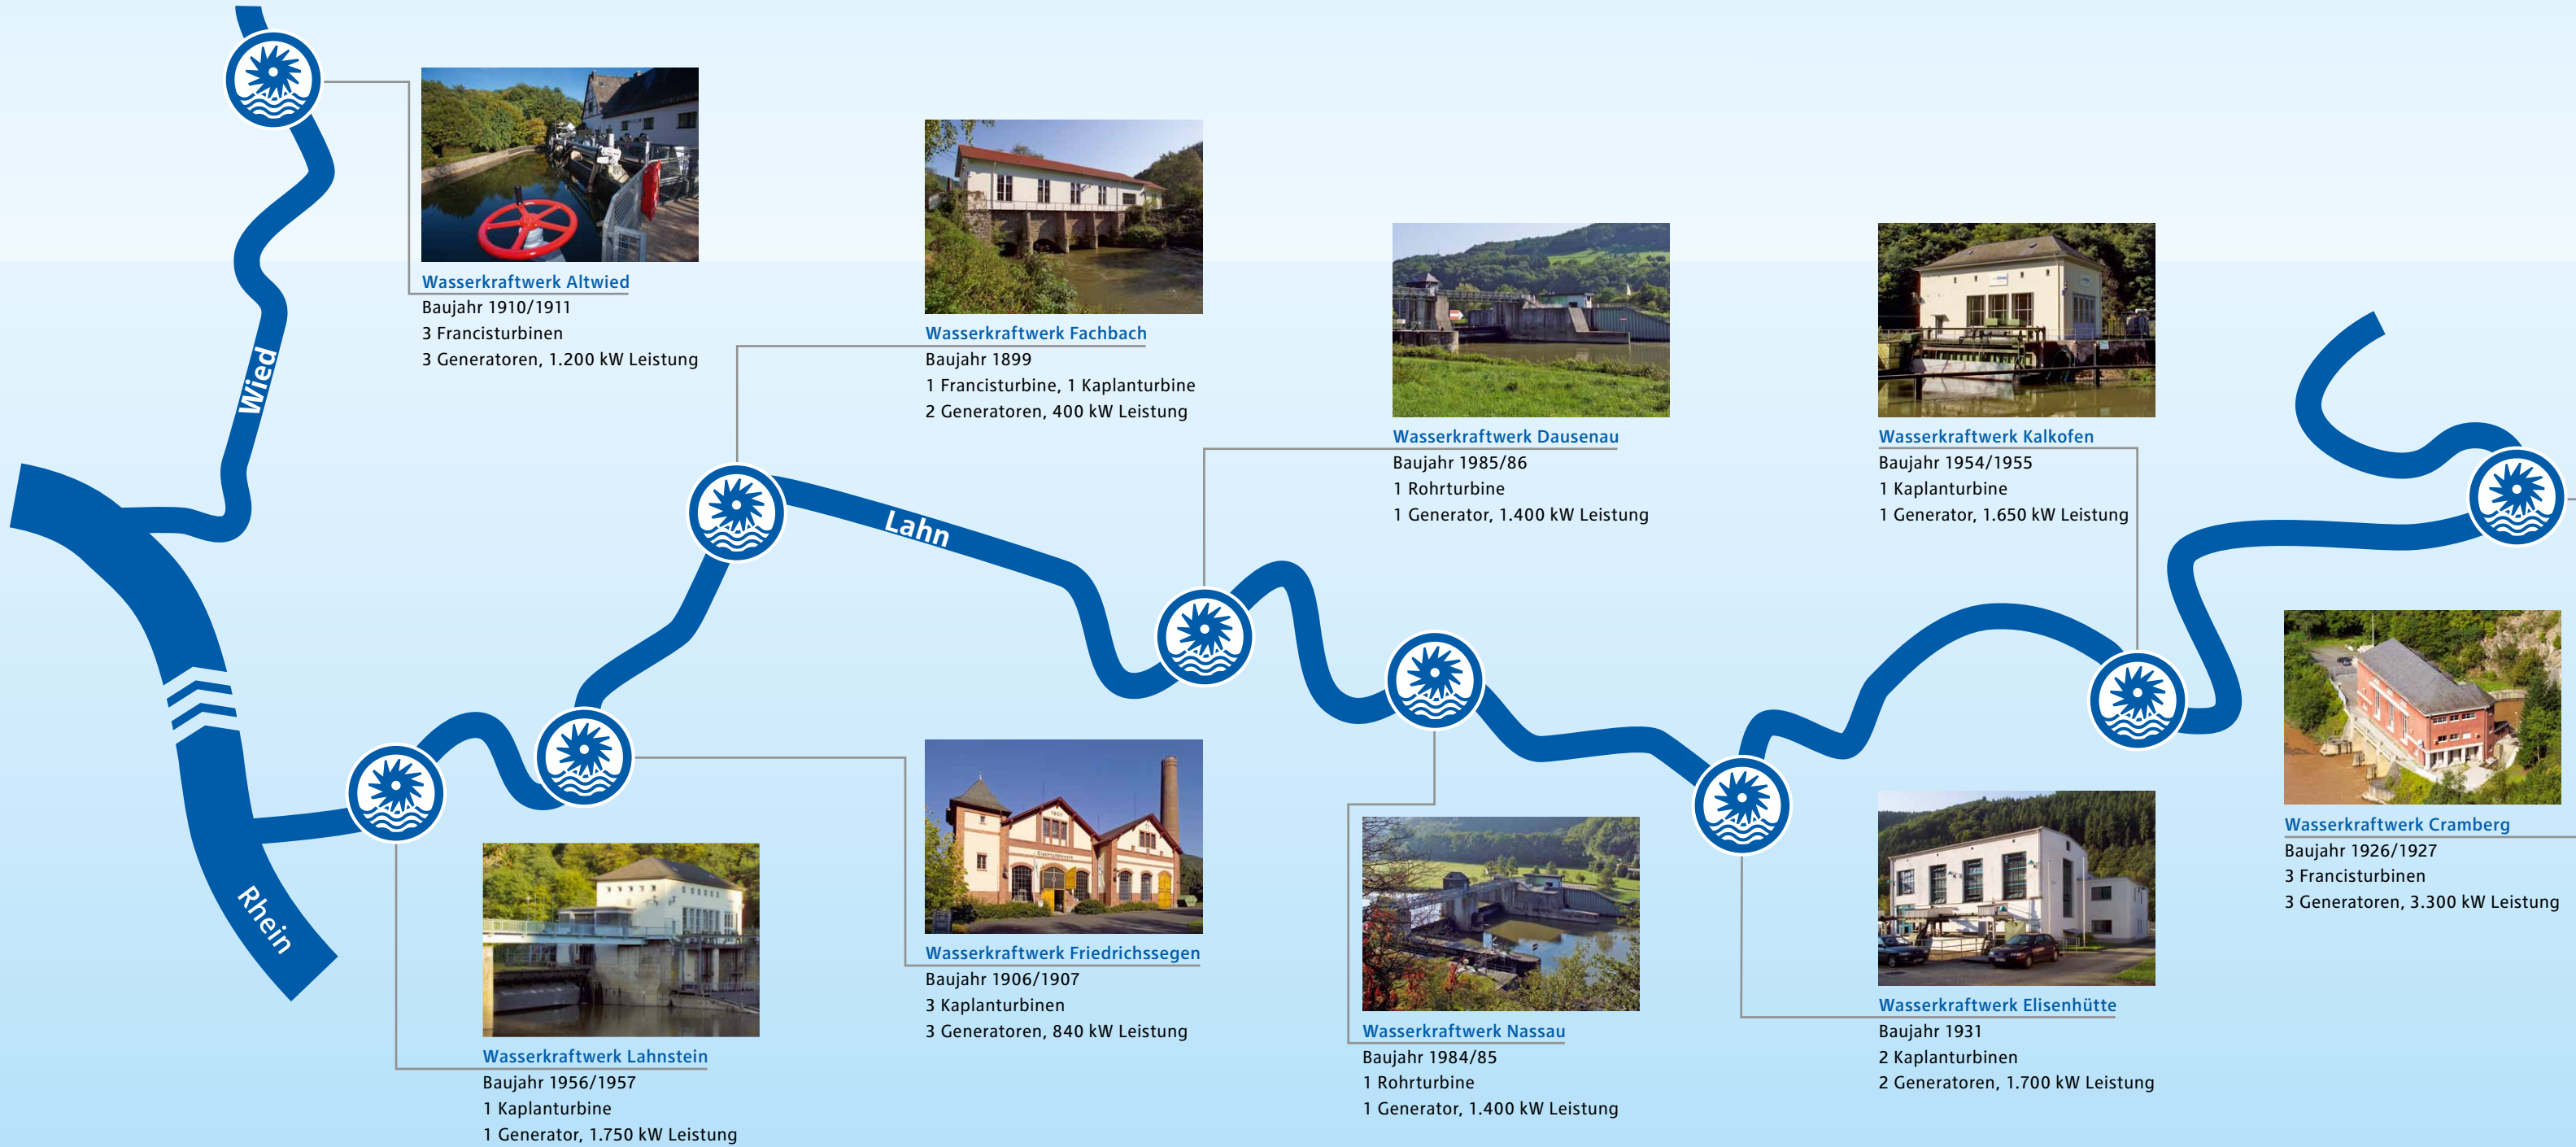 Wasserkraftwerk Altwied
Baujahr 1910/1911
3 Francisturbinen
3 Generatoren, 1.200 kW Leistung
Wasserkraftwerk Fachbach
Baujahr 1899
1 Francisturbine, 1 Kaplanturbine
2 Generatoren, 400 kW Leistung
Wasserkraftwerk Dausenau
Baujahr 1985/86
1 Rohrturbine
1 Generator, 1.400 kW Leistung
Wasserkraftwerk Kalkofen
Baujahr 1954/1955
1 Kaplanturbine
1 Generator, 1.650 kW Leistung
Wied
Lahn
Rhein
Wasserkraftwerk Lahnstein
Baujahr 1956/1957
1 Kaplanturbine
1 Generator, 1.750 kW Leistung
1907
Wasserkraftwerk Friedrichssegen
Baujahr 1906/1907
3 Kaplanturbinen
3 Generatoren, 840 kW Leistung
Wasserkraftwerk Nassau
Baujahr 1984/85
1 Rohrturbine
1 Generator, 1.400 kW Leistung
Wasserkraftwerk Elisenhütte
Baujahr 1931
2 Kaplanturbinen
2 Generatoren, 1.700 kW Leistung
Wasserkraftwerk Cramberg
Baujahr 1926/1927
3 Francisturbinen
3 Generatoren, 3.300 kW Leistung